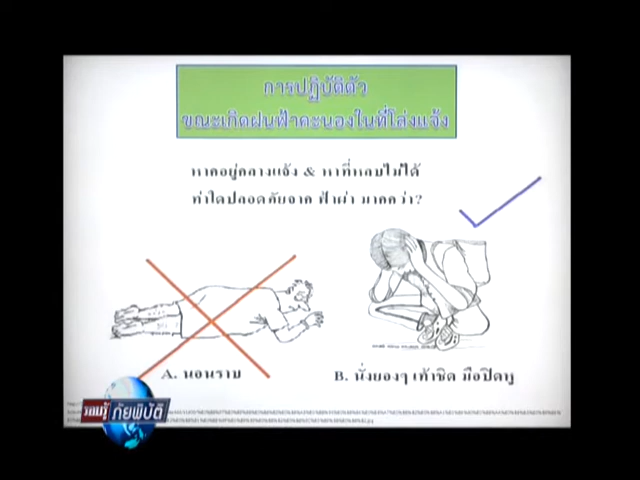 การปฏิบัติตัว
ขณะเกิดฝนฟ้าคะนองในที่โล่งแจ้ง
หากอยู่กลางแจ้ง & หาที่หลบไม่ได้
ท่าใดปลอดภัยจาก ฟ้าผ่า มากกว่า?
A. นอนราบ
B. นั่งยองๆ เท้าชิด มือปิดหู
รอบรู้
ภัยพิบัติ